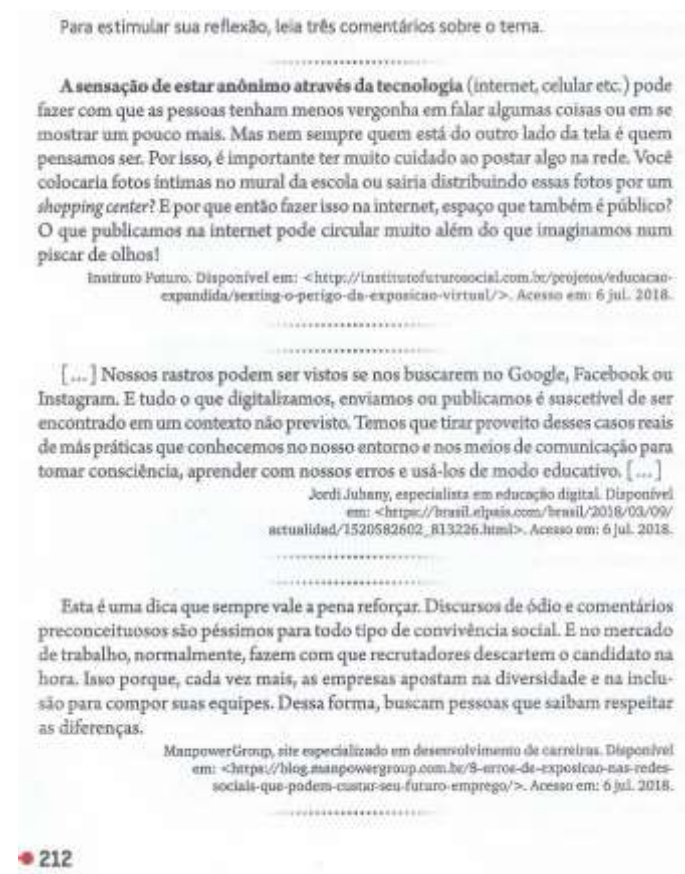 Para estimular sua reflexão, leia três comentários sobre o tema.
A sensação de estar anônimo através da tecnologia (internet, celular etc.) pode
fazer com que as pessoas tenham menos vergonha em falar algumas coisas ou em se
mostrar um pouco mais. Mas nem sempre quem está do outro lado da tela é quem
pensamos ser. Por isso, é importante ter muito cuidado ao postar algo na rede. Você
colocaria fotos íntimas no mural da escola ou sairia distribuindo essas fotos por um
shopping center? E por que então fazer isso na internet, espaço que também é público?
O que publicamos na internet pode circular muito além do que imaginamos num
piscar de olhos!
Instituto Futuro. Disponível em: <http://institutofuturosocial.com.br/projetos/educacao-
expandida/sexting-o-perigo-da-exposicao-virtual/>. Acesso em: 6 jul. 2018.
[...] Nossos rastros podem ser vistos se nos buscarem no Google, Facebook ou
Instagram. E tudo o que digitalizamos, enviamos ou publicamos é suscetível de ser
encontrado em um contexto não previsto. Temos que tirar proveito desses casos reais
de más práticas que conhecemos no nosso entorno e nos meios de comunicação para
tomar consciência, aprender com nossos erros e usá-los de modo educativo. [...]
Jordi Jubany, especialista em educação digital. Disponível
em: <https://brasil.elpais.com/brasil/2018/03/09/
actualidad/1520582602_813226.html>. Acesso em: 6 jul. 2018.
Esta é uma dica que sempre vale a pena reforçar. Discursos de ódio e comentários
preconceituosos são péssimos para todo tipo de convivência social. E no mercado
de trabalho, normalmente, fazem com que recrutadores descartem o candidato na
hora. Isso porque, cada vez mais, as empresas apostam na diversidade e na inclu-
são para compor suas equipes. Dessa forma, buscam pessoas que saibam respeitar
as diferenças.
ManpowerGroup, site especializado em desenvolvimento de carreiras. Disponível
em: <https://blog.manpowergroup.com.br/8-erros-de-exposicao-nas-redes-
sociais-que-podem-custar-seu-futuro-emprego/>. Acesso em: 6 jul. 2018.
212